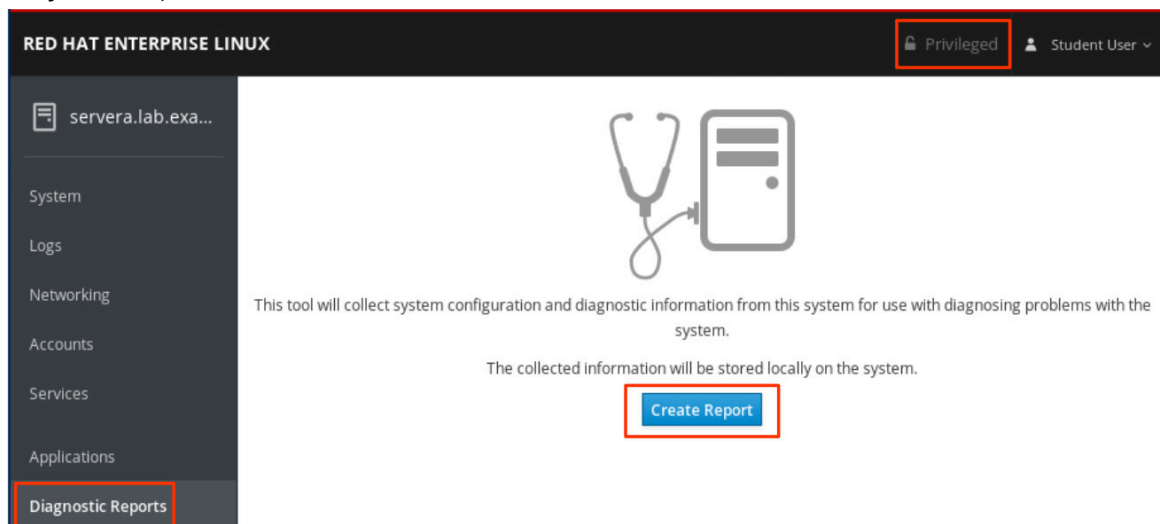 RED HAT ENTERPRISE LINUX
Privileged
Student User
servera.lab.exa...
System
Logs
Networking
Accounts
Services
Applications
Diagnostic Reports
This tool will collect system configuration and diagnostic information from this system for use with diagnosing problems with the
system.
The collected information will be stored locally on the system.
Create Report